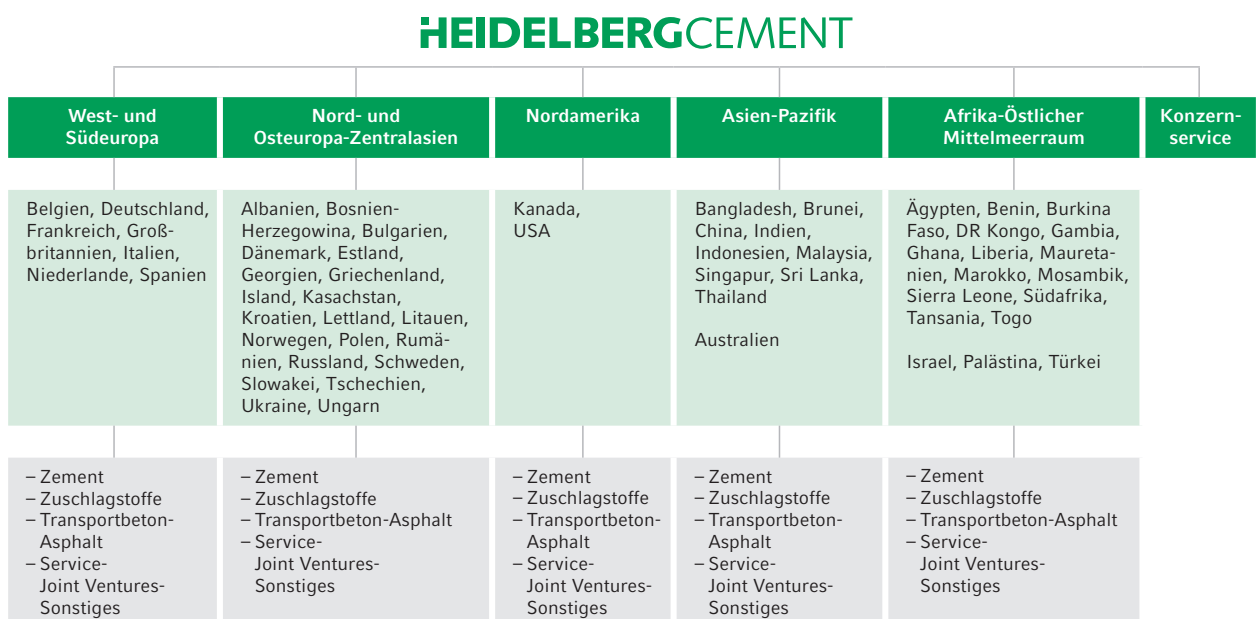 HEIDELBERGCEMENT
West- und
Südeuropa
Nord- und
Osteuropa-Zentralasien
Nordamerika
Asien-Pazifik
Afrika-Östlicher
Mittelmeerraum
Konzern-
service
Belgien, Deutschland,
Frankreich, Groß-
britannien, Italien,
Niederlande, Spanien
Albanien, Bosnien-
Herzegowina, Bulgarien,
Dänemark, Estland,
Georgien, Griechenland,
Island, Kasachstan,
Kroatien, Lettland, Litauen,
Norwegen, Polen, Rumä-
nien, Russland, Schweden,
Slowakei, Tschechien,
Ukraine, Ungarn
Kanada,
USA
Bangladesh, Brunei,
China, Indien,
Indonesien, Malaysia,
Singapur, Sri Lanka,
Thailand
Australien
Ägypten, Benin, Burkina
Faso, DR Kongo, Gambia,
Ghana, Liberia, Maureta-
nien, Marokko, Mosambik,
Sierra Leone, Südafrika,
Tansania, Togo
Israel, Palästina, Türkei
– Zement
– Zuschlagstoffe
– Transportbeton-
Asphalt
– Service-
Joint Ventures-
Sonstiges
– Zement
– Zuschlagstoffe
– Transportbeton-Asphalt
– Service-
Joint Ventures-
Sonstiges
– Zement
– Zuschlagstoffe
– Transportbeton-
Asphalt
– Service-
Joint Ventures-
Sonstiges
– Zement
– Zuschlagstoffe
– Transportbeton-
Asphalt
– Service-
Joint Ventures-
Sonstiges
– Zement
– Zuschlagstoffe
– Transportbeton-Asphalt
– Service-
Joint Ventures-
Sonstiges